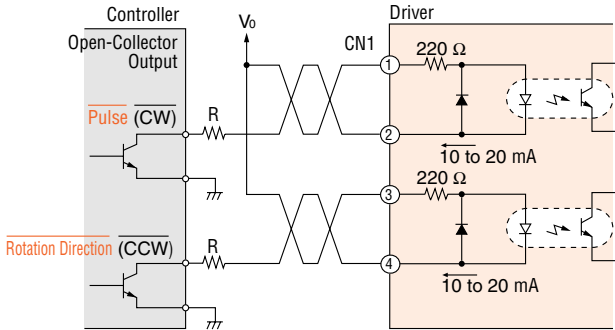 Controller
Open-Collector
Output
V0
CN1
Driver
Pulse (CW)
R
1
220 Ω
2
10 to 20 mA
220 Ω
3
Rotation Direction (CCW)
R
4
10 to 20 mA